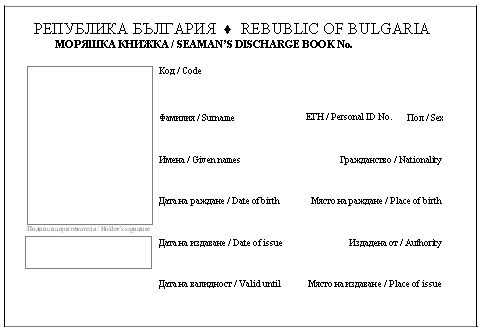 РЕПУБЛИКА БЪЛГАРИЯ ♦ REBUBLIC OF BULGARIA
МОРЯШКА КНИЖКА / SEAMAN'S DISCHARGE BOOK No.
Код / Code
Фамилия / Surname ЕГН / Personal ID No. Пол / Sex
Имена / Given names Гражданство / Nationality
Дата на раждане / Date of birth Място на раждане / Place of birth
Подпис на притежателя / Holder's signature
Дата на издаване / Date of issue Издадена от / Authority
Дата на валидност / Valid until Място на издаване / Place of issue